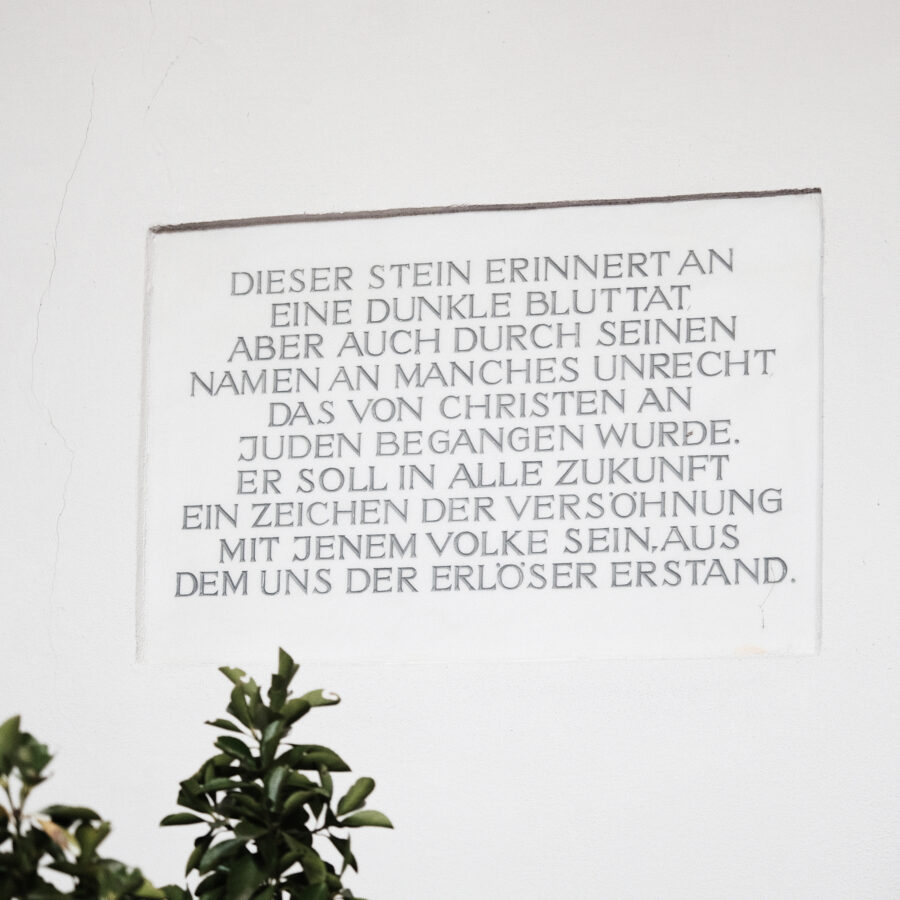 DIESER STEIN ERINNERT AN
EINE DUNKLE BLUTTAT,
ABER AUCH DURCH SEINEN
NAMEN AN MANCHES UNRECHT,
DAS VON CHRISTEN AN
JUDEN BEGANGEN WURDE.
ER SOLL IN ALLE ZUKUNFT
EIN ZEICHEN DER VERSÖHNUNG
MIT JENEM VOLKE SEIN, AUS
DEM UNS DER ERLÖSER ERSTAND.